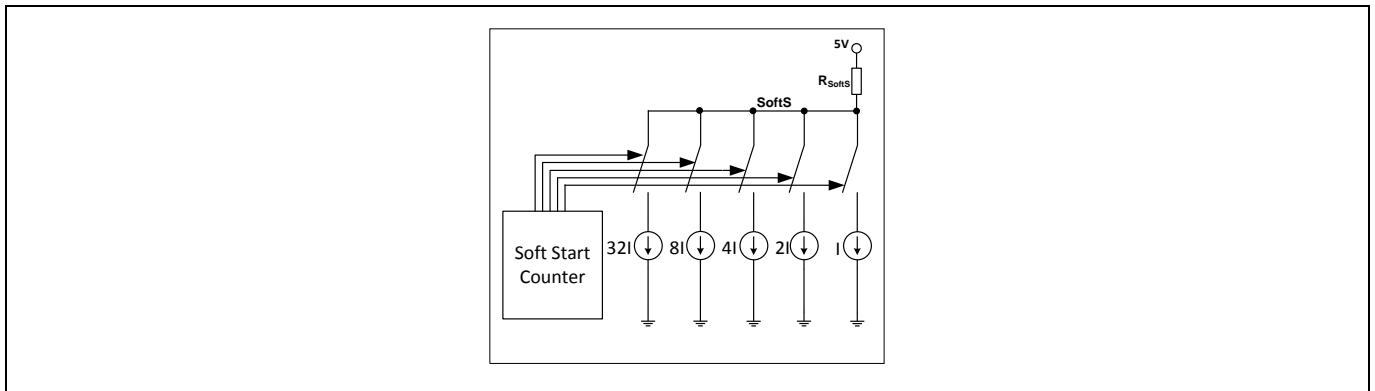 5V
RSoftS
SoftS
Soft Start
Counter
32I
8I
4I
2I
I